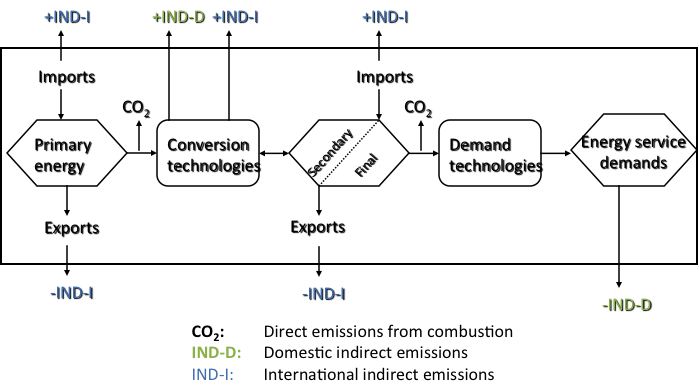 +IND-I
+IND-D +IND-I
+IND-I
Imports
Imports
CO₂
CO₂
Primary
energy
Conversion
technologies
Secondary
Final
Demand
technologies
Energy service
demands
Exports
Exports
-IND-I
-IND-I
-IND-D
CO₂: Direct emissions from combustion
IND-D: Domestic indirect emissions
IND-I: International indirect emissions